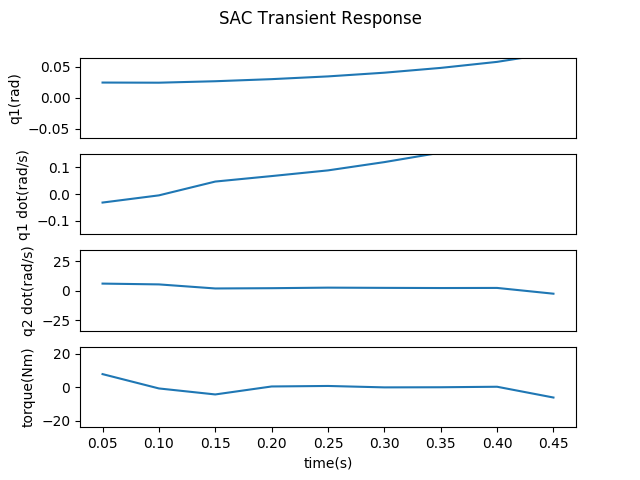 SAC Transient Response
q1(rad)
0.05
0.00
−0.05
q1 dot(rad/s)
0.1
0.0
−0.1
q2 dot(rad/s)
25
0
−25
torque(Nm)
20
0
−20
0.05 0.10 0.15 0.20 0.25 0.30 0.35 0.40 0.45
time(s)